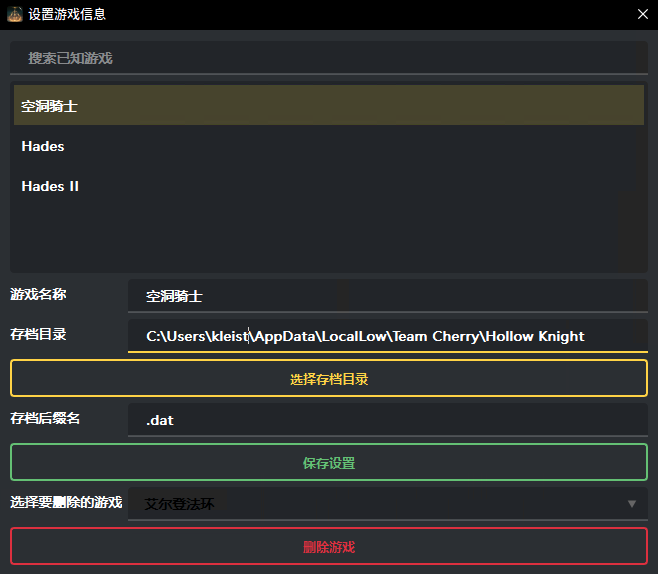 设置游戏信息
搜索已知游戏
空洞骑士
Hades
Hades II
游戏名称 空洞骑士
存档目录 C:\Users\kleist\AppData\LocalLow\Team Cherry\Hollow Knight
选择存档目录
存档后缀名 .dat
保存设置
选择要删除的游戏 艾尔登法环
删除游戏